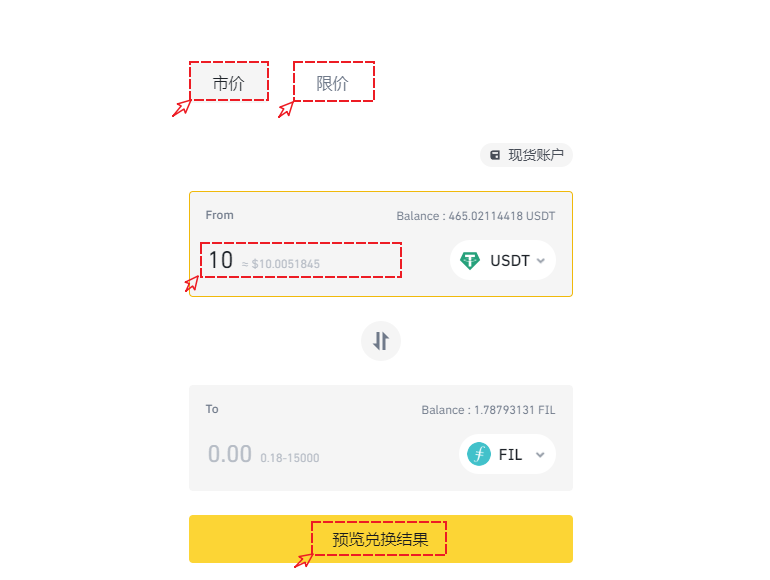 市价 限价
现货账户
From Balance : 465.02114418 USDT
10 ≈ $10.0051845 USDT
To Balance : 1.78793131 FIL
0.00 0.18-15000 FIL
预览兑换结果